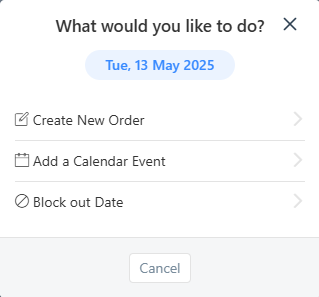 What would you like to do?
Tue, 13 May 2025
Create New Order
Add a Calendar Event
Block out Date
Cancel